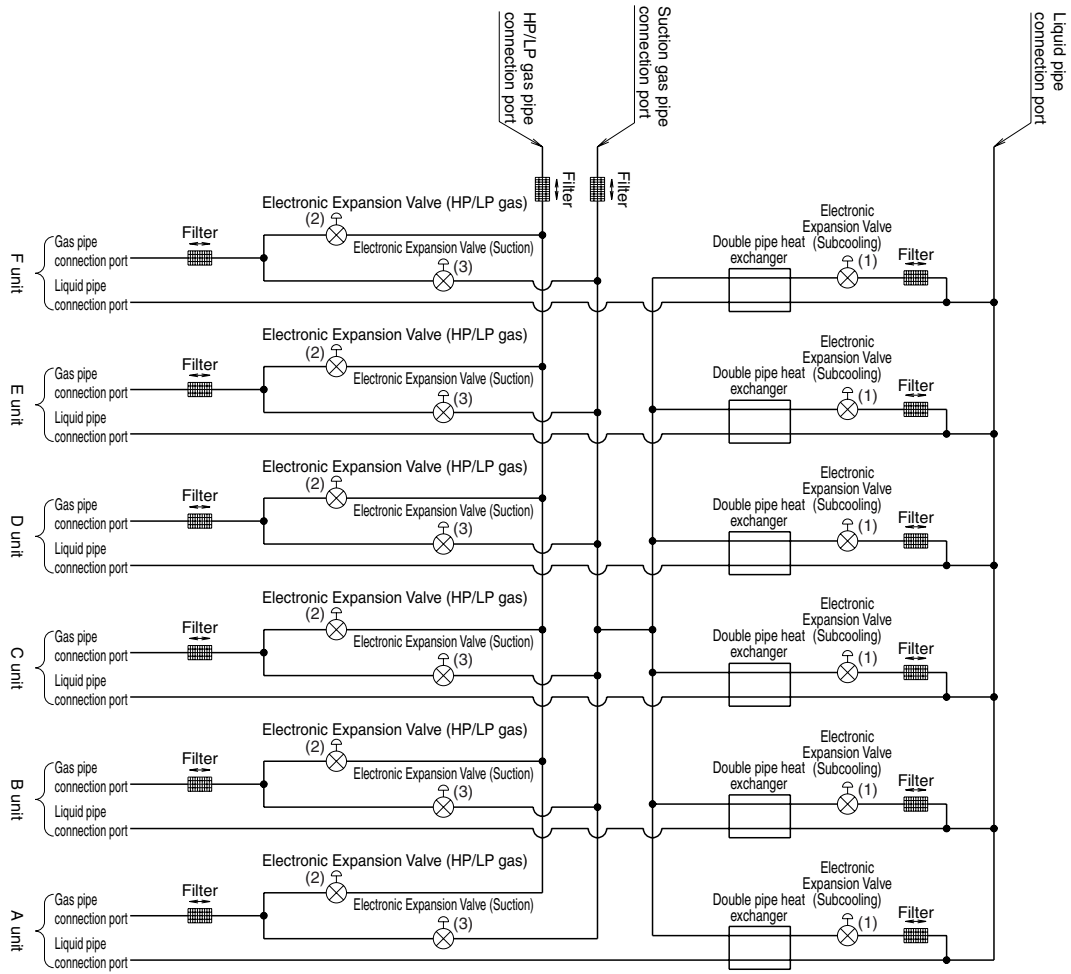 HP/LP gas pipe
connection port
Suction gas pipe
connection port
Liquid pipe
connection port
Filter
Filter
F unit
Gas pipe
connection port
Liquid pipe
connection port
Filter
Electronic Expansion Valve (HP/LP gas)
(2)
Electronic Expansion Valve (Suction)
(3)
Double pipe heat
exchanger
Electronic
Expansion Valve
(Subcooling)
(1)
Filter
E unit
Gas pipe
connection port
Liquid pipe
connection port
Filter
Electronic Expansion Valve (HP/LP gas)
(2)
Electronic Expansion Valve (Suction)
(3)
Double pipe heat
exchanger
Electronic
Expansion Valve
(Subcooling)
(1)
Filter
D unit
Gas pipe
connection port
Liquid pipe
connection port
Filter
Electronic Expansion Valve (HP/LP gas)
(2)
Electronic Expansion Valve (Suction)
(3)
Double pipe heat
exchanger
Electronic
Expansion Valve
(Subcooling)
(1)
Filter
C unit
Gas pipe
connection port
Liquid pipe
connection port
Filter
Electronic Expansion Valve (HP/LP gas)
(2)
Electronic Expansion Valve (Suction)
(3)
Double pipe heat
exchanger
Electronic
Expansion Valve
(Subcooling)
(1)
Filter
B unit
Gas pipe
connection port
Liquid pipe
connection port
Filter
Electronic Expansion Valve (HP/LP gas)
(2)
Electronic Expansion Valve (Suction)
(3)
Double pipe heat
exchanger
Electronic
Expansion Valve
(Subcooling)
(1)
Filter
A unit
Gas pipe
connection port
Liquid pipe
connection port
Filter
Electronic Expansion Valve (HP/LP gas)
(2)
Electronic Expansion Valve (Suction)
(3)
Double pipe heat
exchanger
Electronic
Expansion Valve
(Subcooling)
(1)
Filter